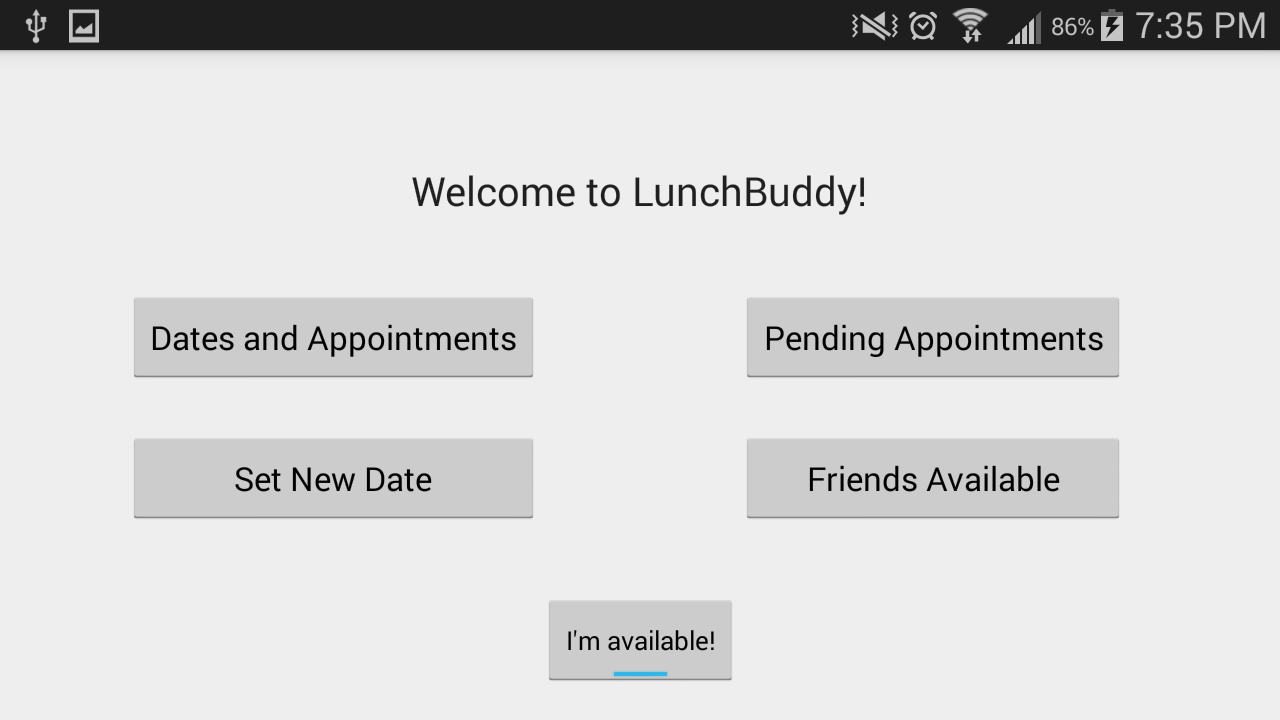 86% 7:35 PM
Welcome to LunchBuddy!
Dates and Appointments
Pending Appointments
Set New Date
Friends Available
I'm available!